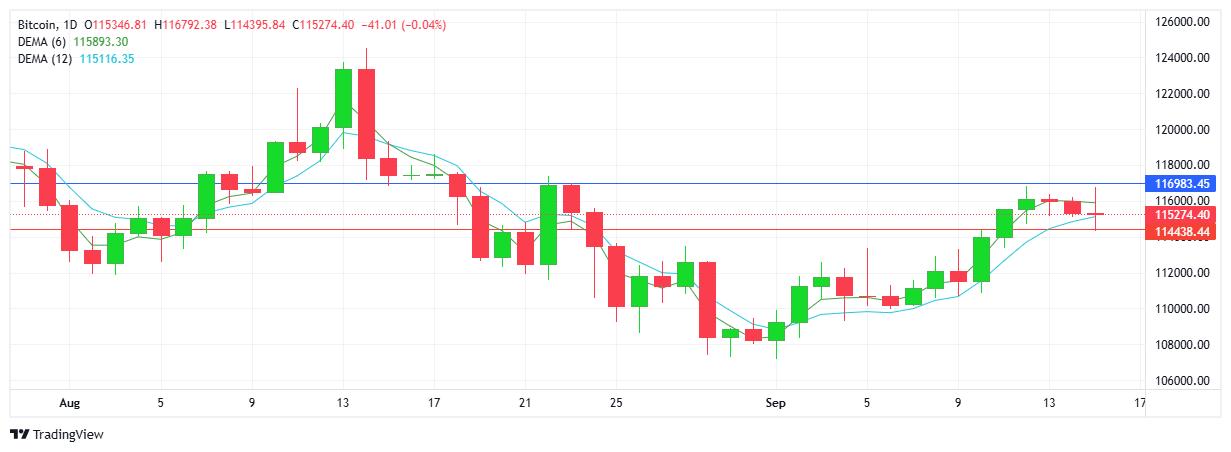 Bitcoin, 1D O115346.81 H116792.38 L114395.84 C115274.40 −41.01 (−0.04%)
DEMA (6) 115893.30
DEMA (12) 115116.35
126000.00
124000.00
122000.00
120000.00
118000.00
116983.45
116000.00
115274.40
114438.44
112000.00
110000.00
108000.00
106000.00
Aug 5 9 13 17 21 25 Sep 5 9 13 17
TradingView